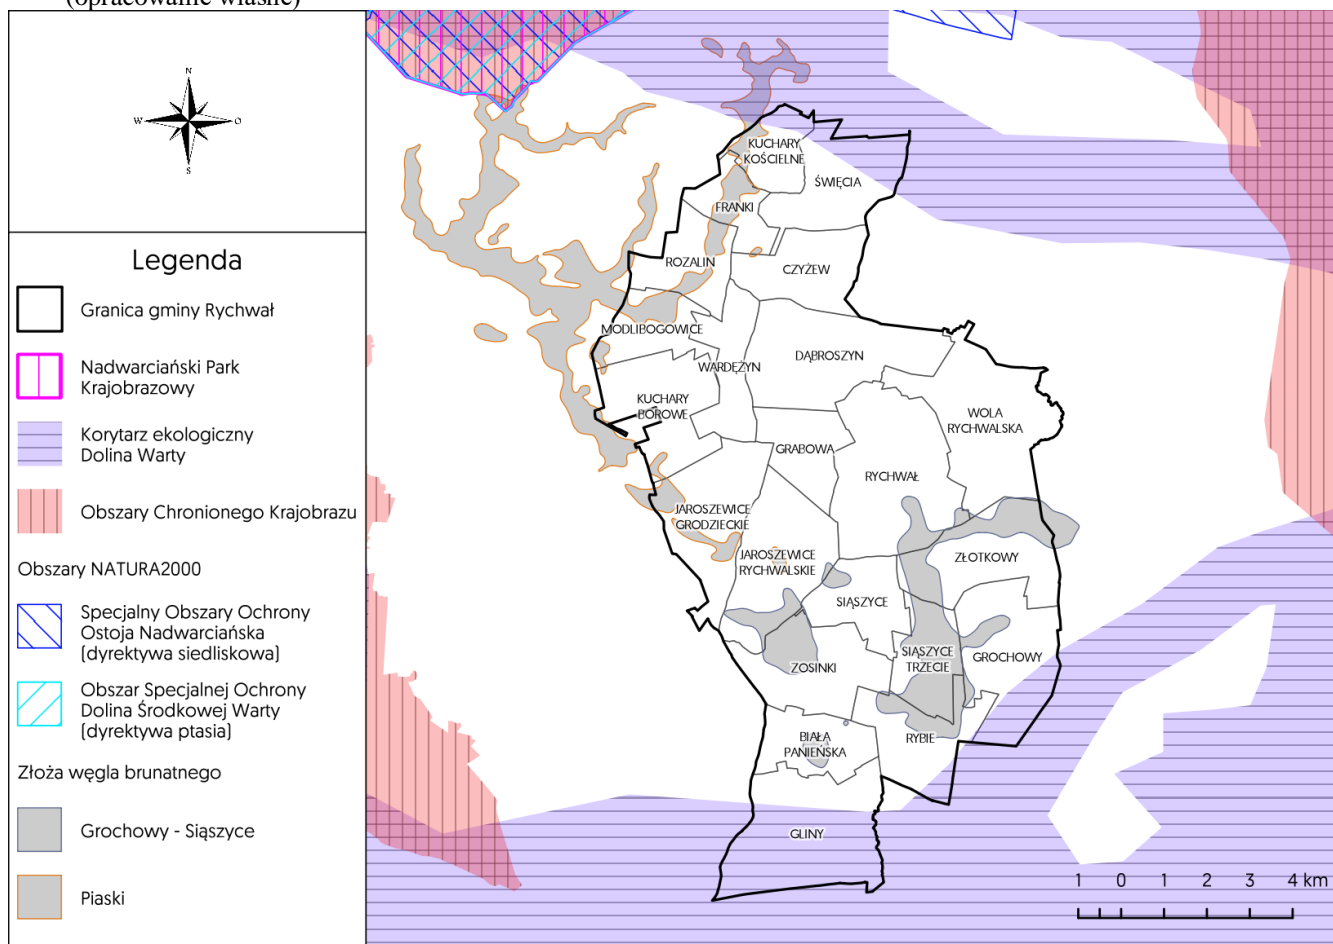 (opracowanie własne)
N
W
O
S
Legenda
Granica gminy Rychwał
Nadwarciański Park
Krajobrazowy
Korytarz ekologiczny
Dolina Warty
Obszary Chronionego Krajobrazu
Obszary NATURA2000
Specjalny Obszary Ochrony
Ostoja Nadwarciańska
(dyrektywa siedliskowa)
Obszar Specjalnej Ochrony
Dolina Środkowej Warty
(dyrektywa ptasia)
Złoża węgla brunatnego
Grochowy - Siąszyce
Piaski
KUCHARY
KOŚCIELNE
ŚWIĘCIA
FRANKI
ROZALIN
CZYŻEW
MODLIBOGOWICE
WARDĘŻYN
DĄBROSZYN
KUCHARY
BOROWE
WOLA
RYCHWALSKA
GRABOWA
RYCHWAŁ
JAROSZEWICE
GRODZIECKIE
JAROSZEWICE
RYCHWALSKIE
ZŁOTKOWY
SIĄSZYCE
SIĄSZYCE
TRZECIE
GROCHOWY
ZOSINKI
BIAŁA
PANIEŃSKA
RYBIE
GLINY
1 0 1 2 3 4 km